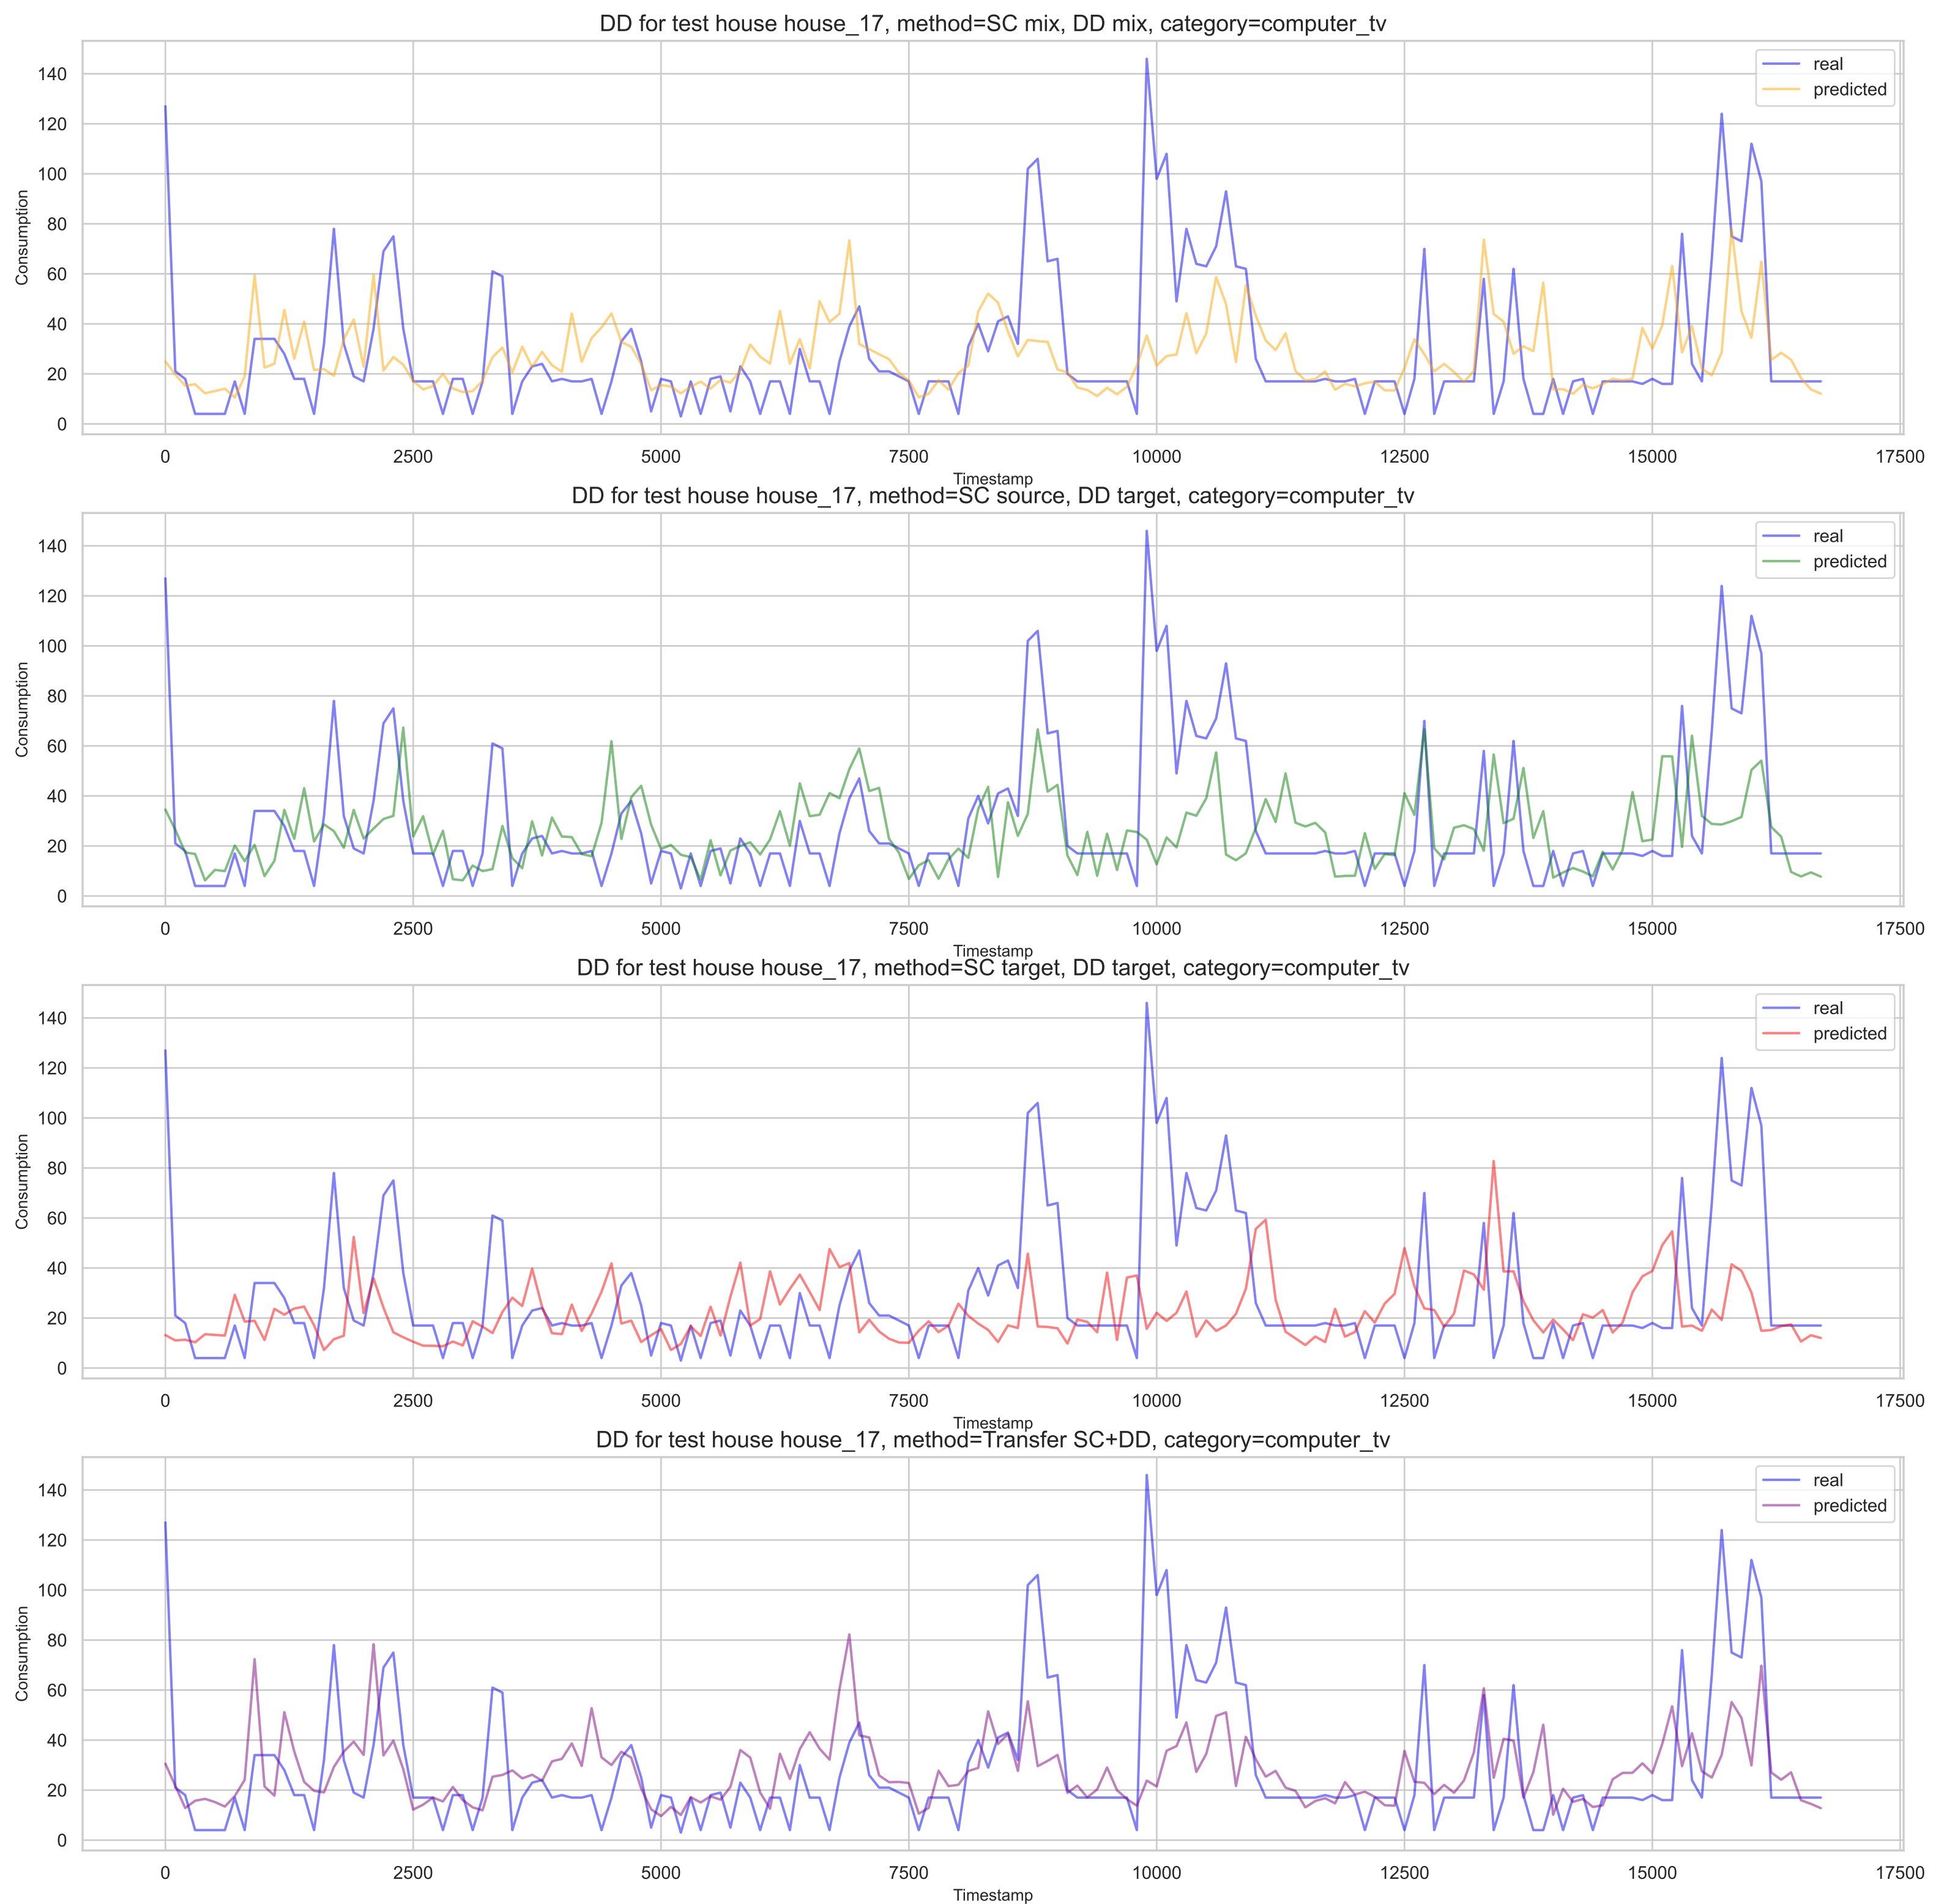 DD for test house house_17, method=SC mix, DD mix, category=computer_tv
real
predicted
Consumption
140
120
100
80
60
40
20
0
0 2500 5000 7500 10000 12500 15000 17500
Timestamp
DD for test house house_17, method=SC source, DD target, category=computer_tv
real
predicted
Consumption
140
120
100
80
60
40
20
0
0 2500 5000 7500 10000 12500 15000 17500
Timestamp
DD for test house house_17, method=SC target, DD target, category=computer_tv
real
predicted
Consumption
140
120
100
80
60
40
20
0
0 2500 5000 7500 10000 12500 15000 17500
Timestamp
DD for test house house_17, method=Transfer SC+DD, category=computer_tv
real
predicted
Consumption
140
120
100
80
60
40
20
0
0 2500 5000 7500 10000 12500 15000 17500
Timestamp